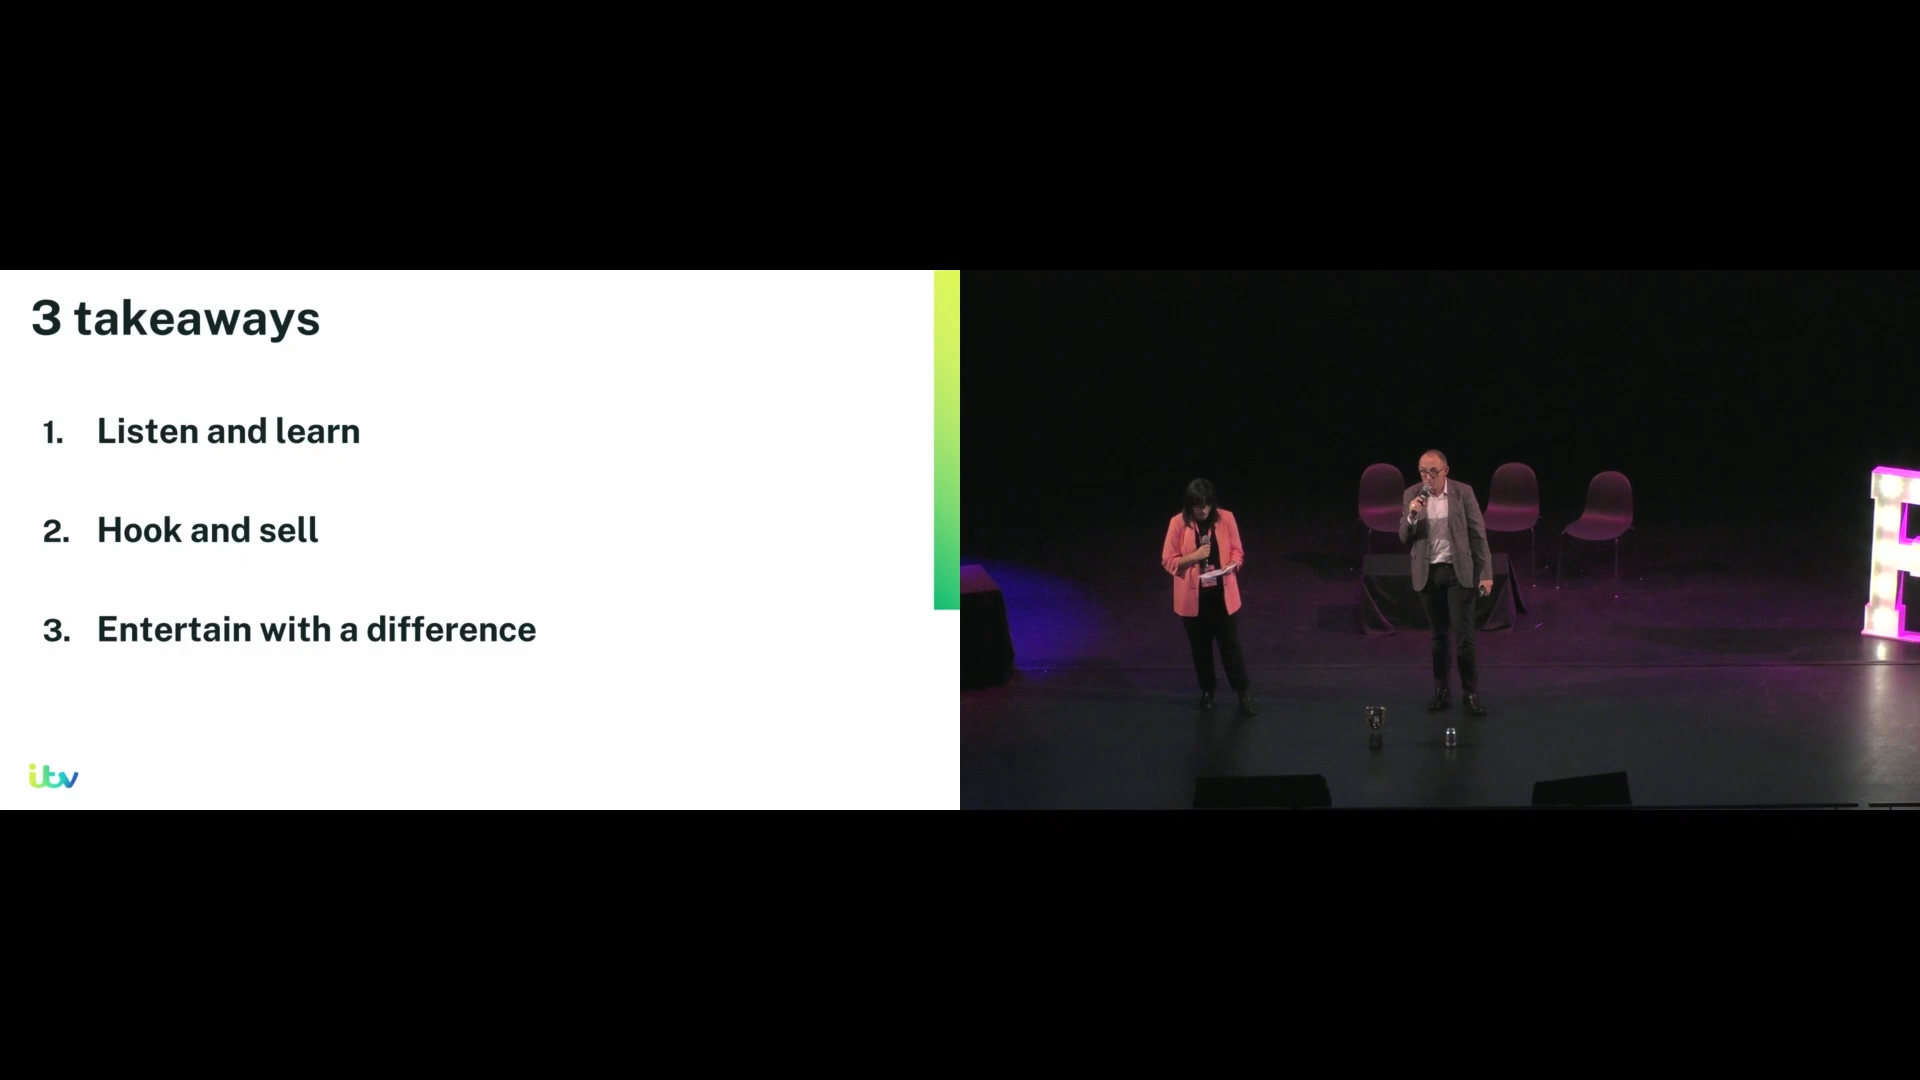 3 takeaways
1. Listen and learn
2. Hook and sell
3. Entertain with a difference
itv